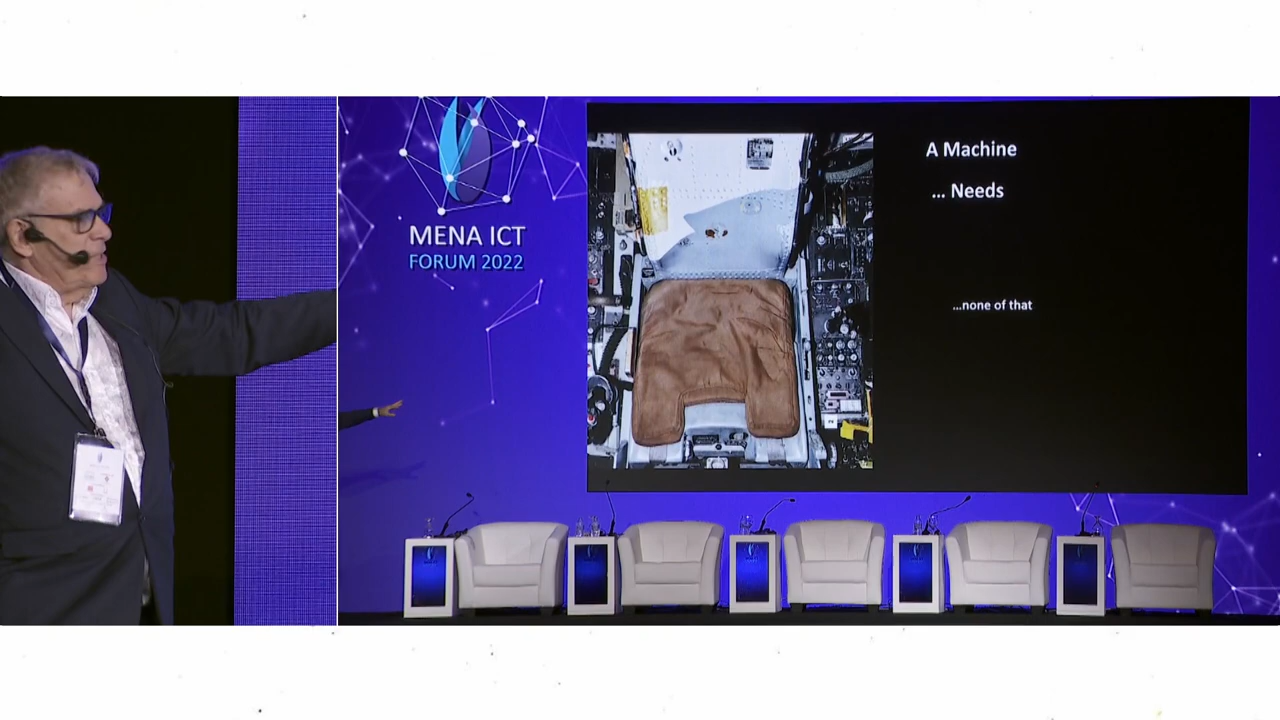 MENA ICT
FORUM 2022
A Machine
... Needs
...none of that